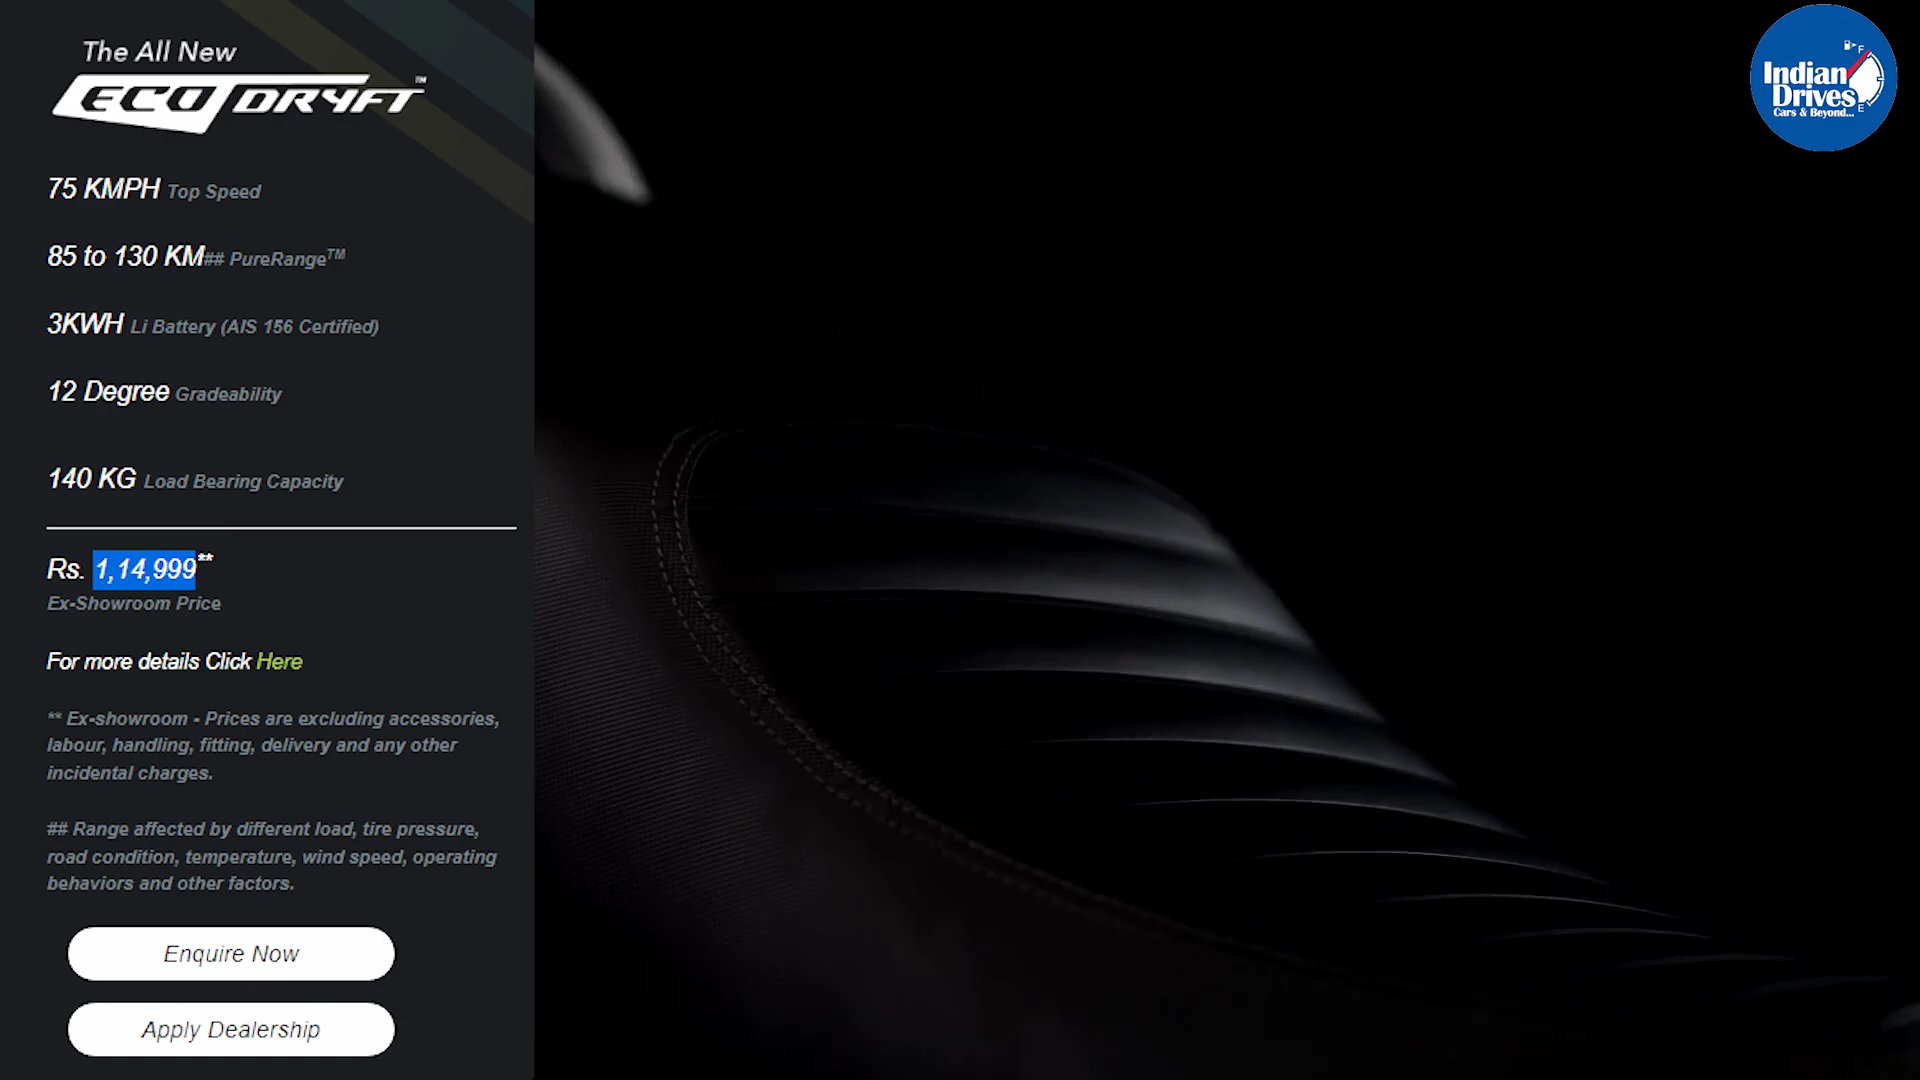 The All New
ECO DRYFT™
75 KMPH Top Speed
85 to 130 KM## PureRange™
3KWH Li Battery (AIS 156 Certified)
12 Degree Gradeability
140 KG Load Bearing Capacity
Rs. 1,14,999**
Ex-Showroom Price
For more details Click Here
** Ex-showroom - Prices are excluding accessories,
labour, handling, fitting, delivery and any other
incidental charges.
## Range affected by different load, tire pressure,
road condition, temperature, wind speed, operating
behaviors and other factors.
Enquire Now
Apply Dealership
F
Indian
Drives
E
Cars & Beyond...